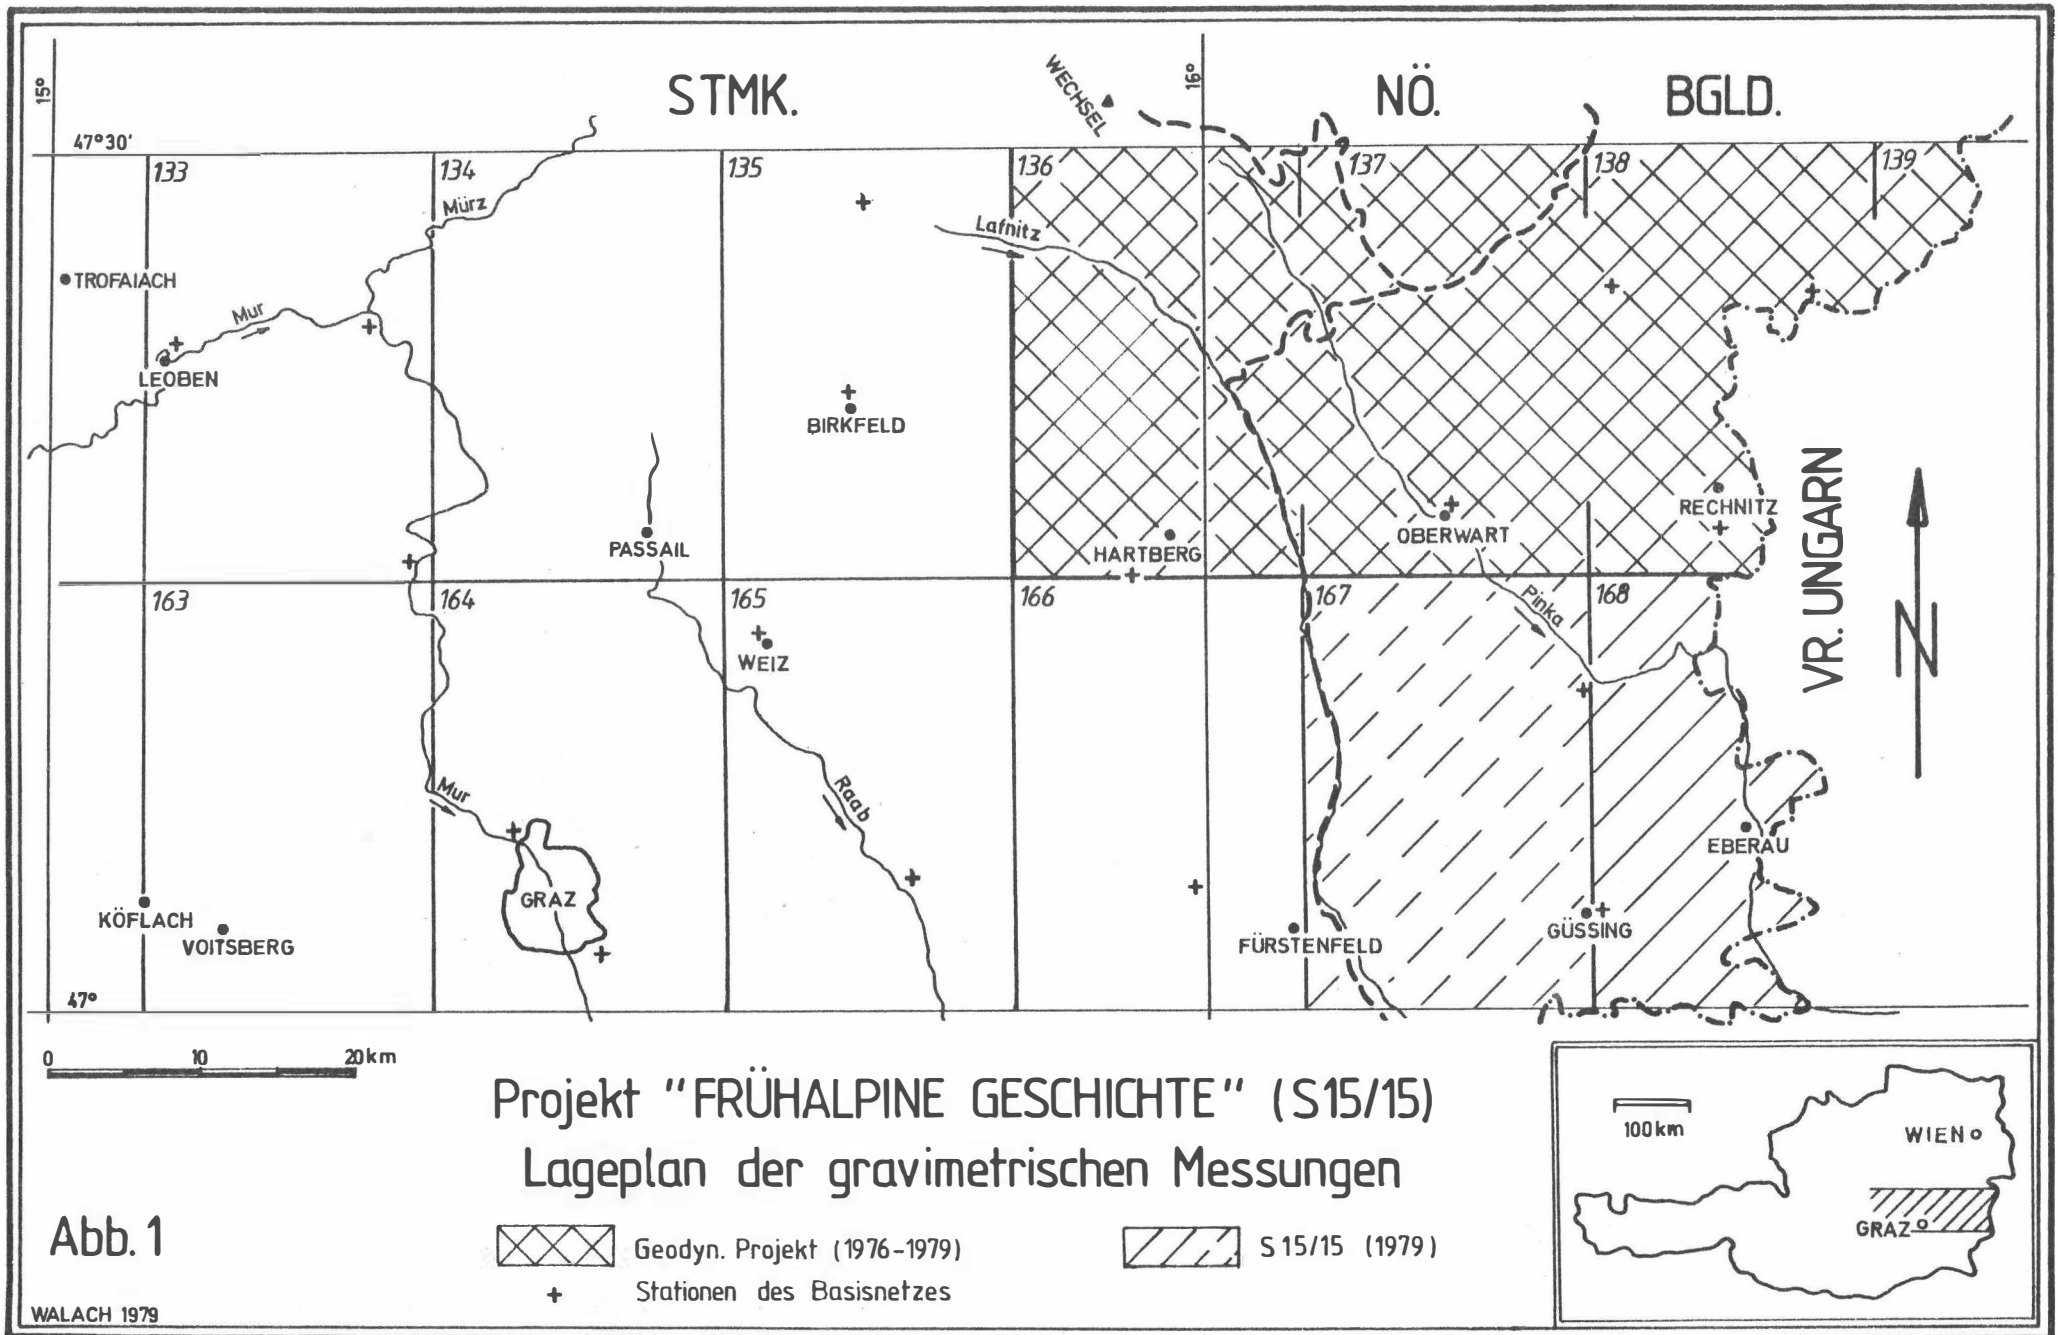 STMK.
NÖ.
BGLD.
WECHSEL
15°
16°
47°30'
133
134
135
136
137
138
139
Mürz
Lafnitz
TROFAIACH
Mur
LEOBEN
BIRKFELD
RECHNITZ
OBERWART
PASSAIL
HARTBERG
VR. UNGARN
N
163
164
165
166
167
168
Pinka
WEIZ
Mur
Raab
EBERAU
GRAZ
KÖFLACH
VOITSBERG
GÜSSING
FÜRSTENFELD
47°
0 10 20km
Projekt "FRÜHALPINE GESCHICHTE" (S15/15)
Lageplan der gravimetrischen Messungen
Abb. 1
Geodyn. Projekt (1976-1979)
S15/15 (1979)
Stationen des Basisnetzes
WALACH 1979
100km
WIEN
GRAZ